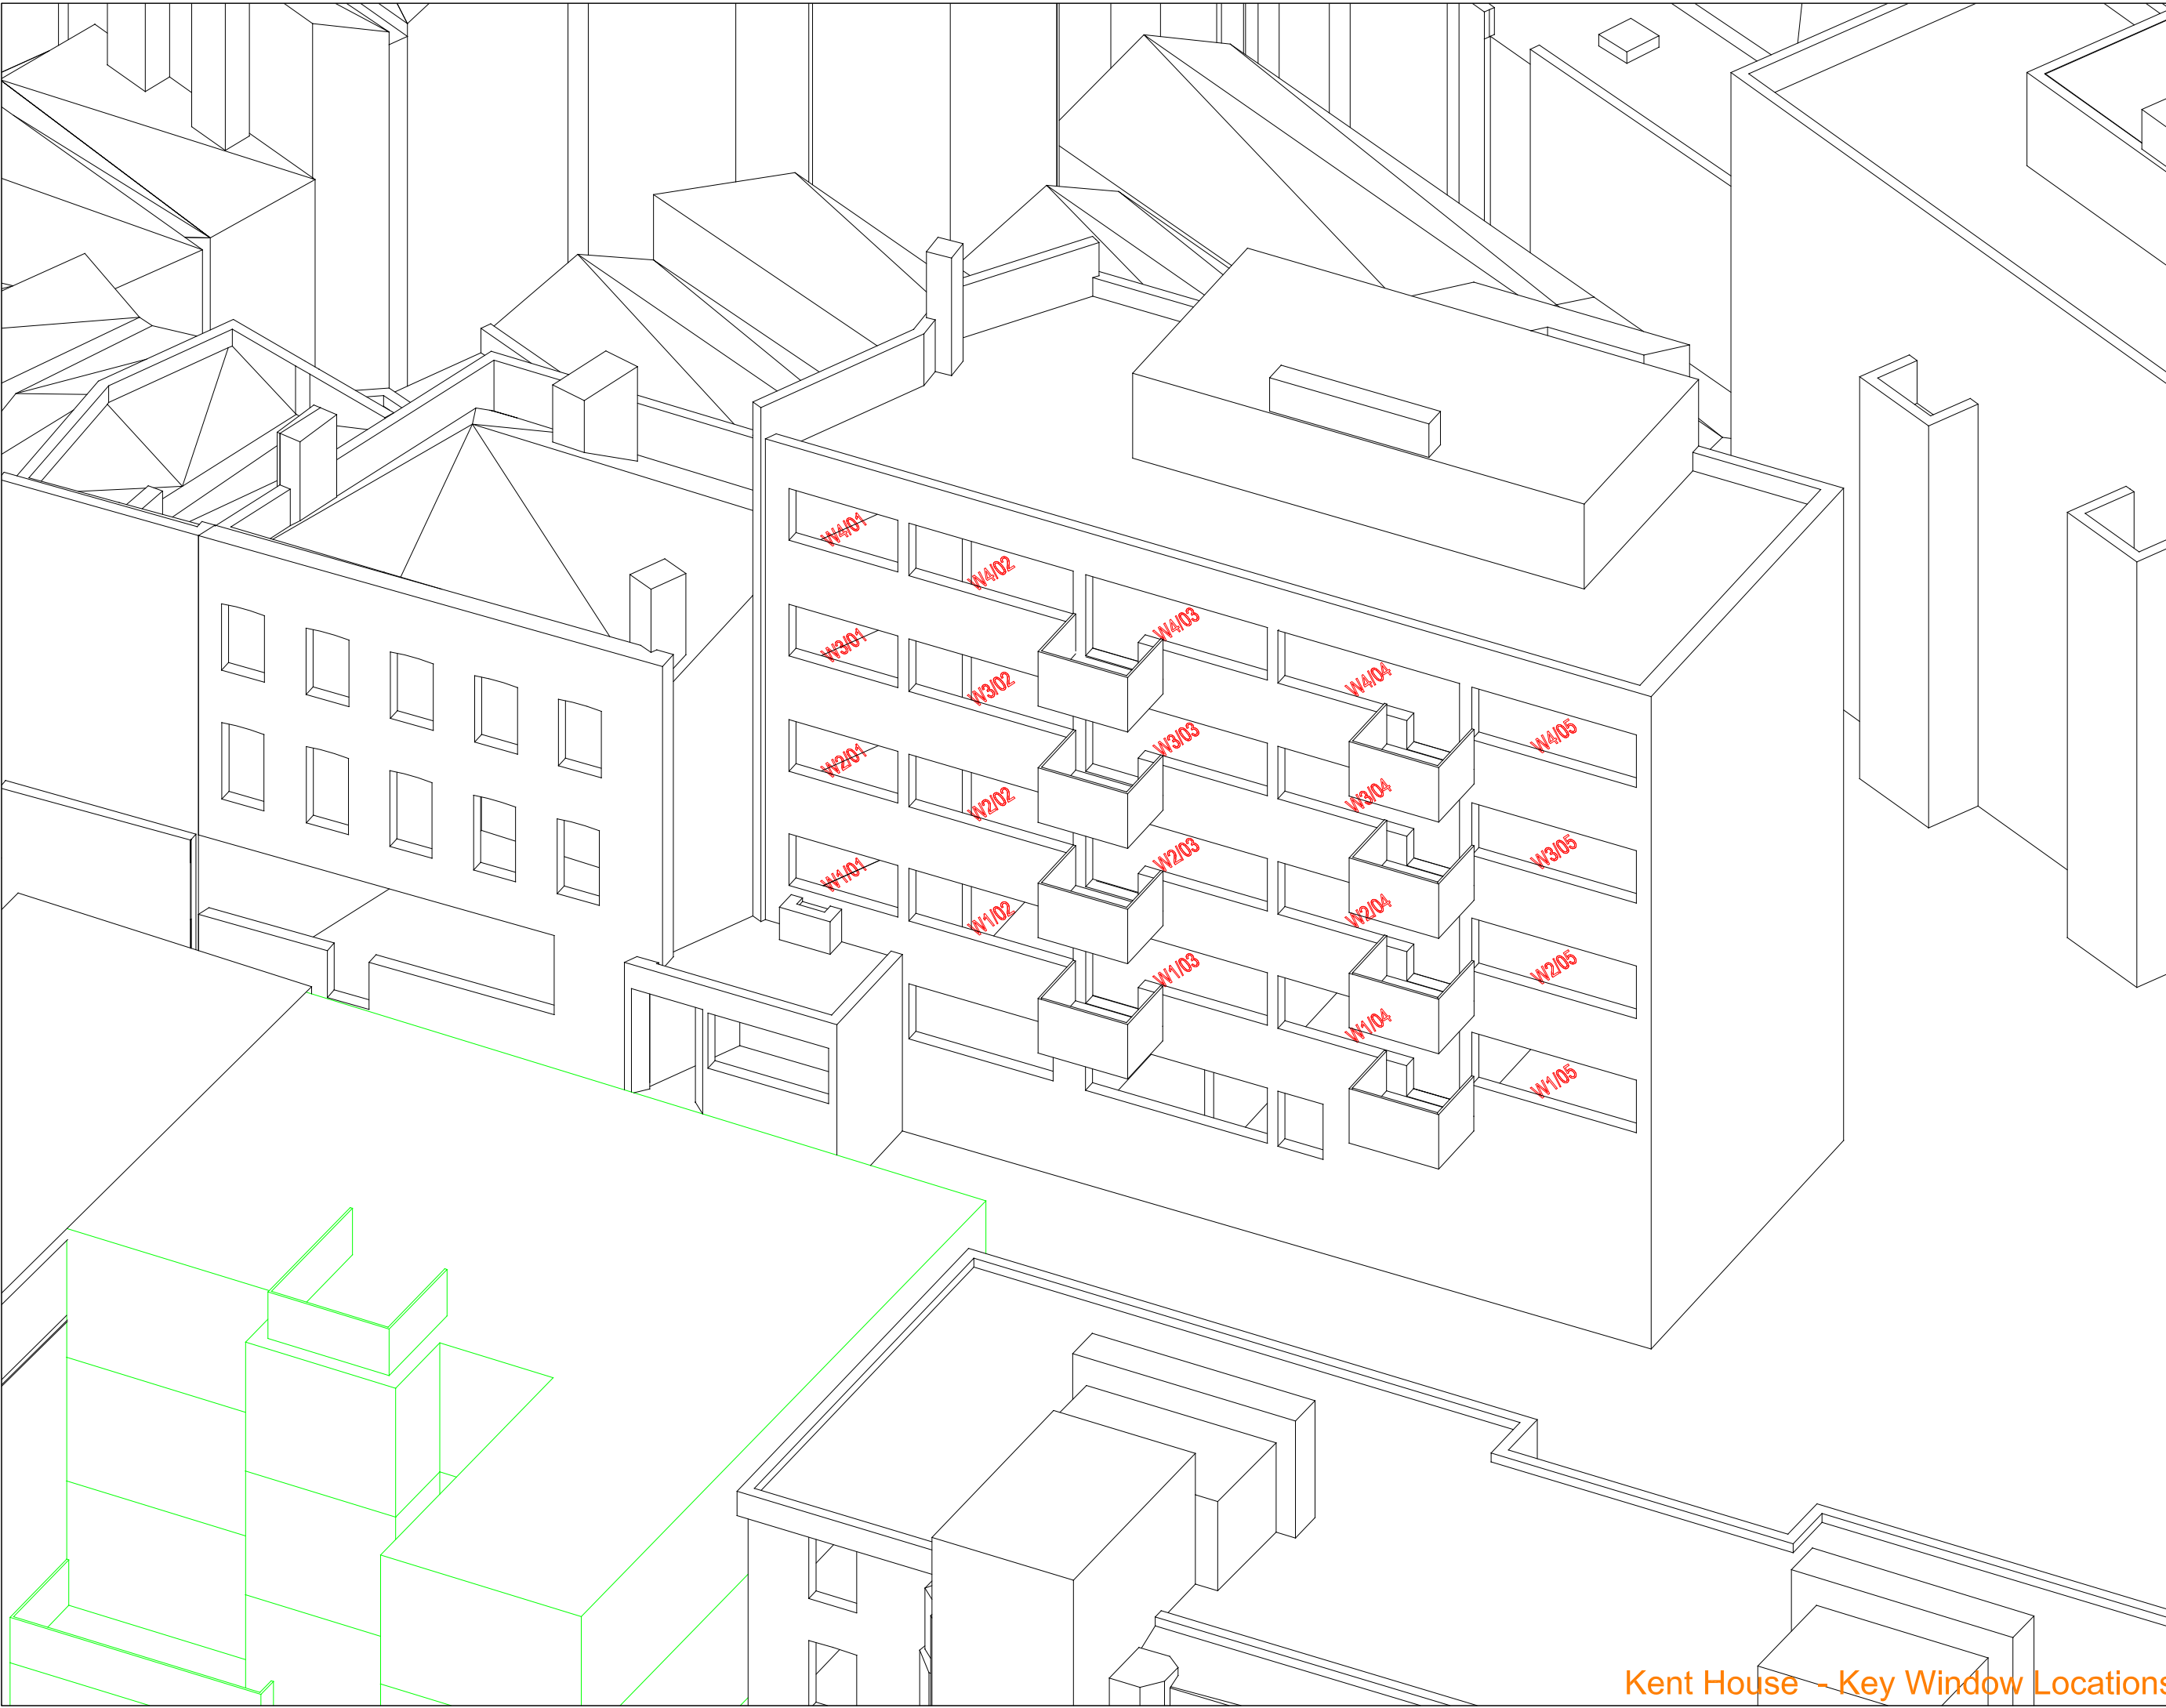 W4/01
W4/02
W4/03
W4/04
W4/05
W3/01
W3/02
W3/03
W3/04
W3/05
W2/01
W2/02
W2/03
W2/04
W2/05
W1/01
W1/02
W1/03
W1/04
W1/05
Kent House - Key Window Locations